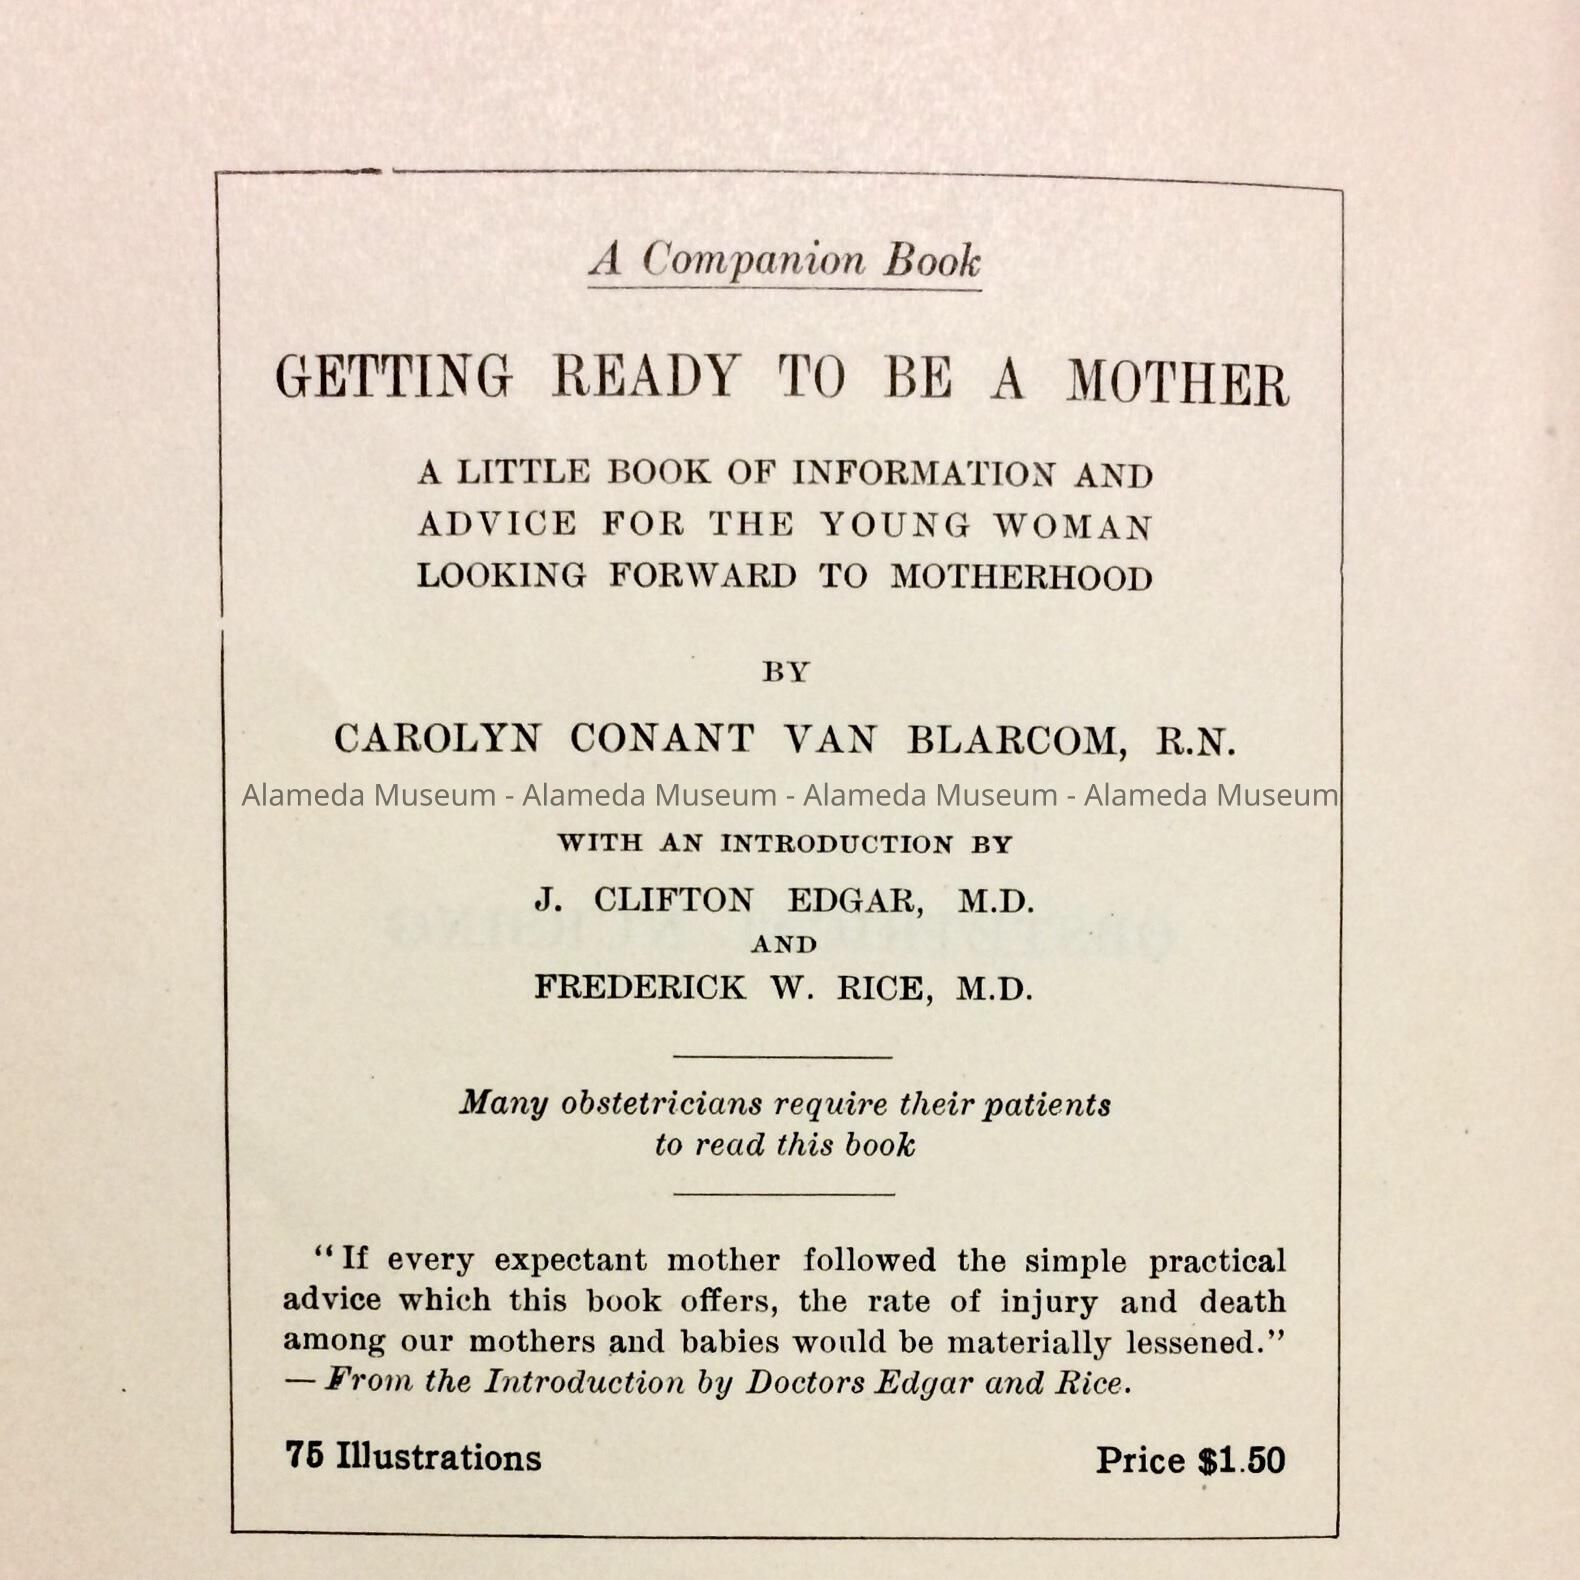 A Companion Book
GETTING READY TO BE A MOTHER
A LITTLE BOOK OF INFORMATION AND
ADVICE FOR THE YOUNG WOMAN
LOOKING FORWARD TO MOTHERHOOD
BY
CAROLYN CONANT VAN BLARCOM, R.N.
Alameda Museum - Alameda Museum - Alameda Museum - Alameda Museum
WITH AN INTRODUCTION BY
J. CLIFTON EDGAR, M.D.
AND
FREDERICK W. RICE, M.D.
Many obstetricians require their patients
to read this book
"If every expectant mother followed the simple practical
advice which this book offers, the rate of injury and death
among our mothers and babies would be materially lessened."
— From the Introduction by Doctors Edgar and Rice.
75 Illustrations Price $1.50